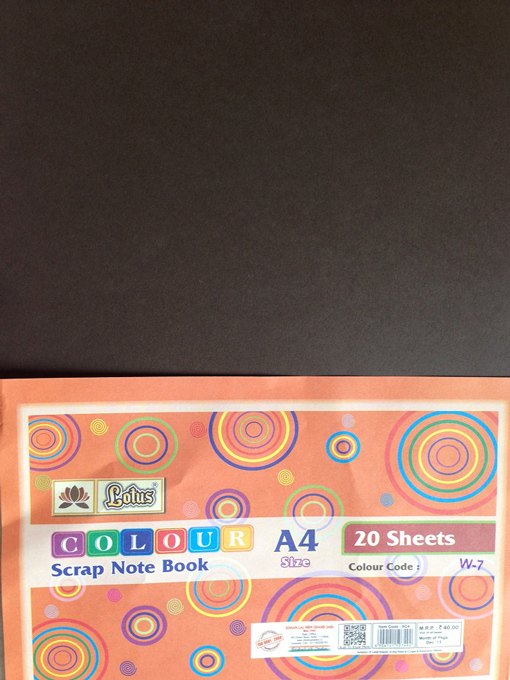 Lotus
COLOUR
Scrap Note Book
A4
Size
20 Sheets
Colour Code : W-7
M.R.P. ₹ 40.00